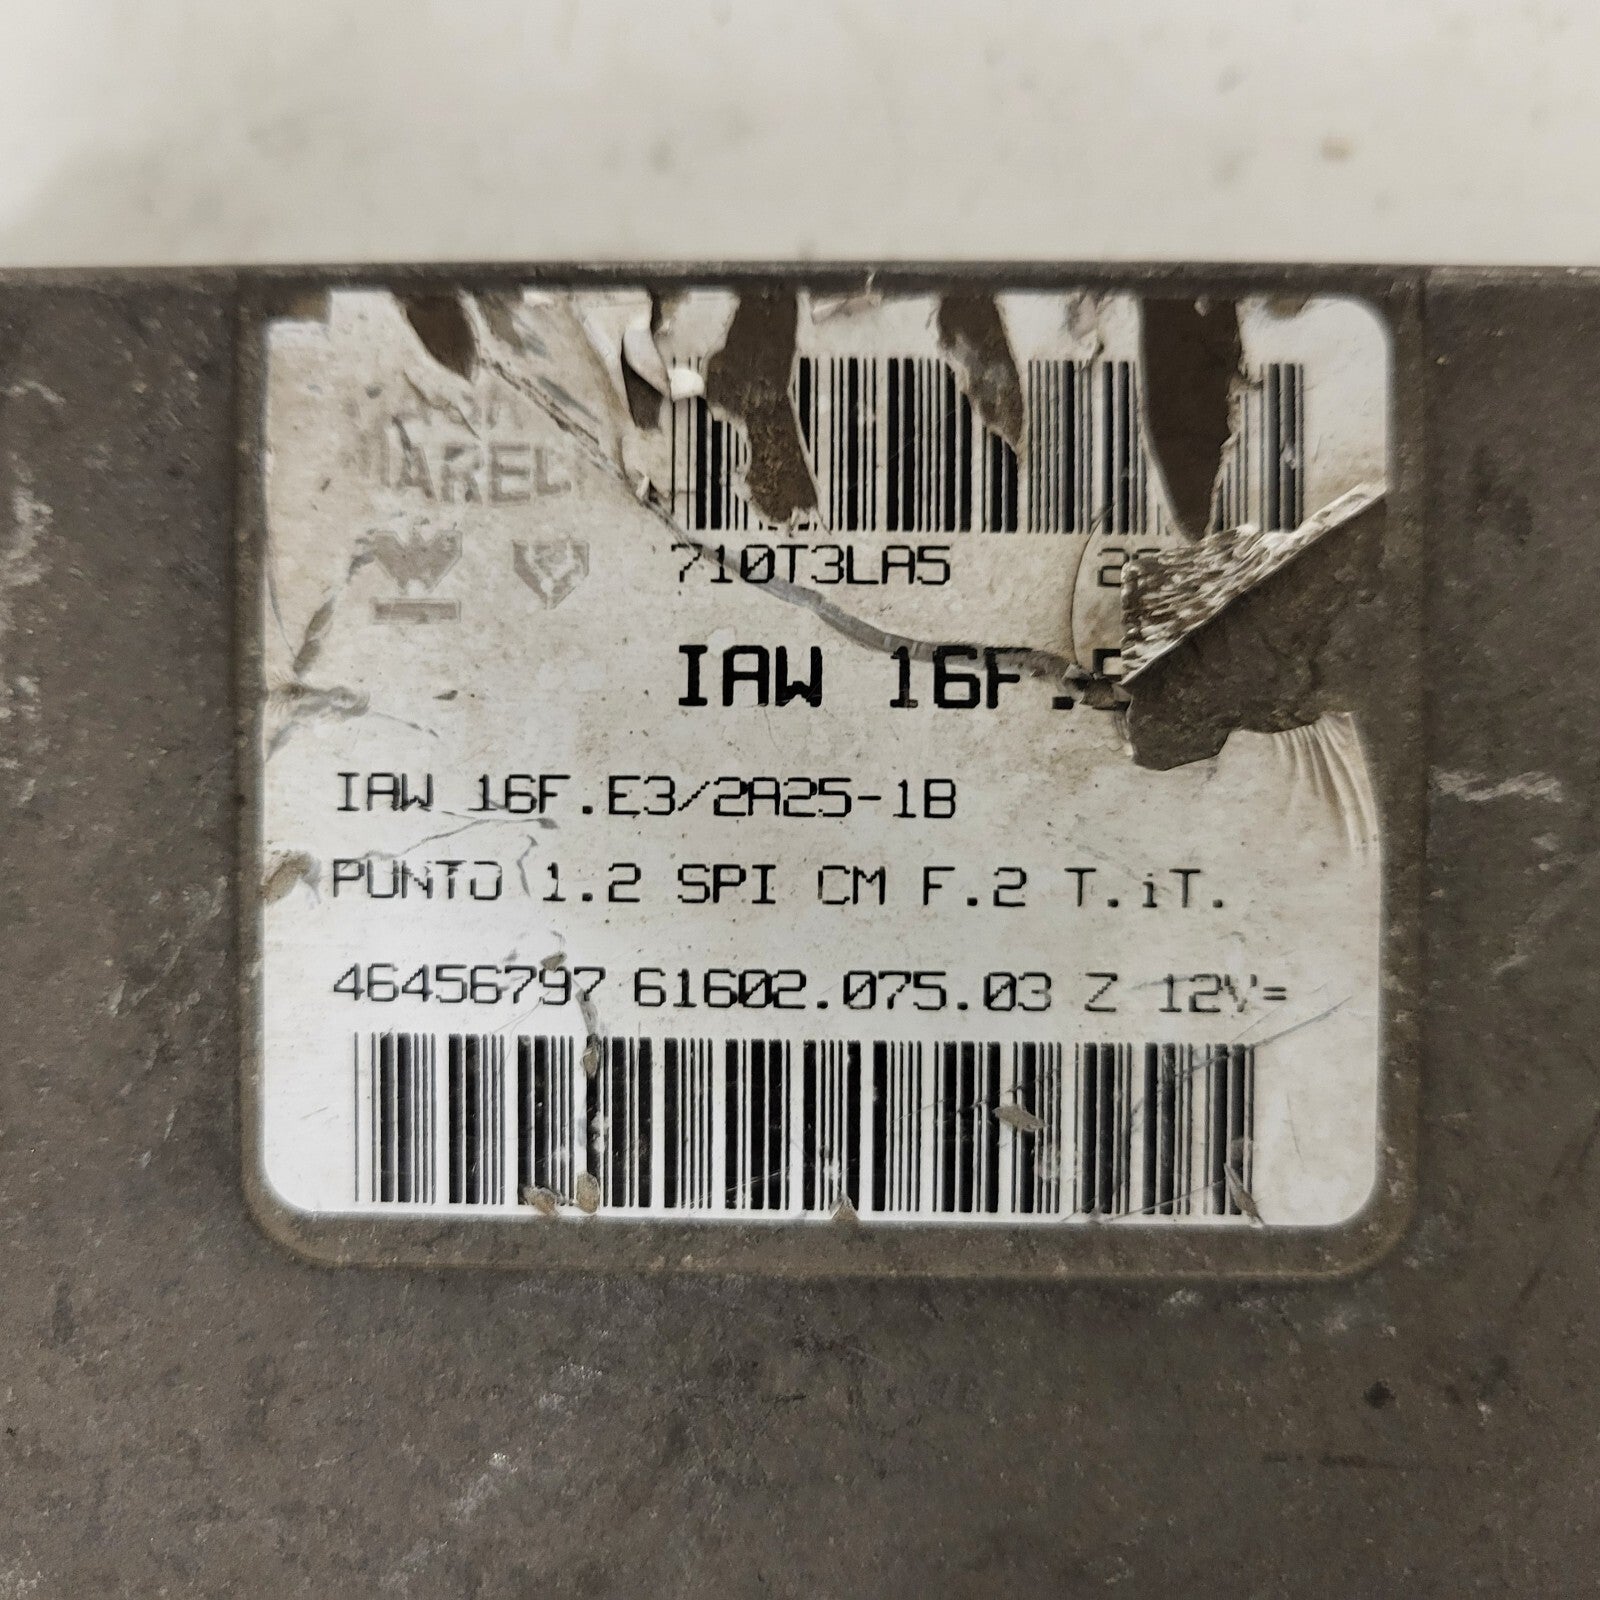 710T3LA5
IAW 16F.
IAW 16F.E3/2A25-1B
PUNTO 1.2 SPI CM F.2 T.iT.
46456797 61602.075.03 Z 12V=